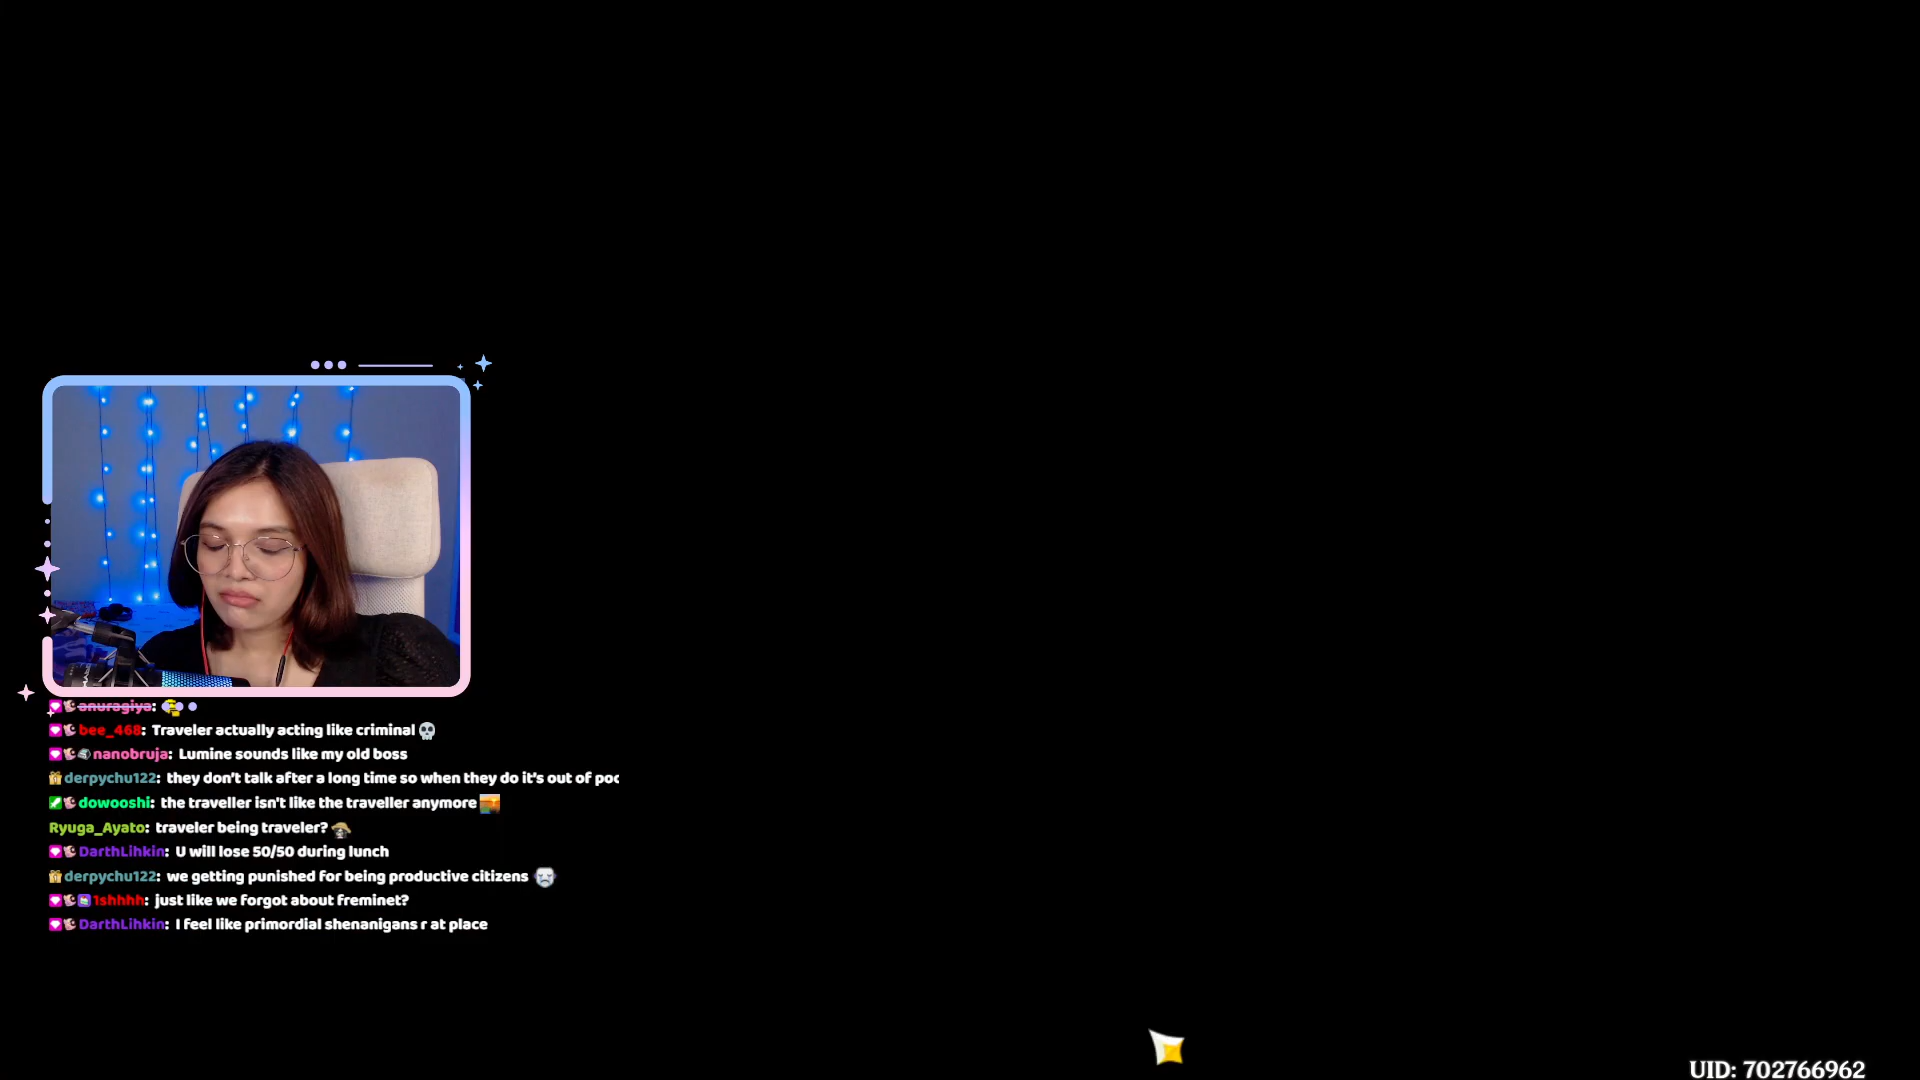 anuragiya:
bee_468: Traveler actually acting like criminal
nanobruja: Lumine sounds like my old boss
derpychu122: they don't talk after a long time so when they do it's out of poc
dowooshi: the traveller isn't like the traveller anymore
Ryuga_Ayato: traveler being traveler?
DarthLihkin: U will lose 50/50 during lunch
derpychu122: we getting punished for being productive citizens
1shhhh: just like we forgot about freminet?
DarthLihkin: I feel like primordial shenanigans r at place
UID: 702766962